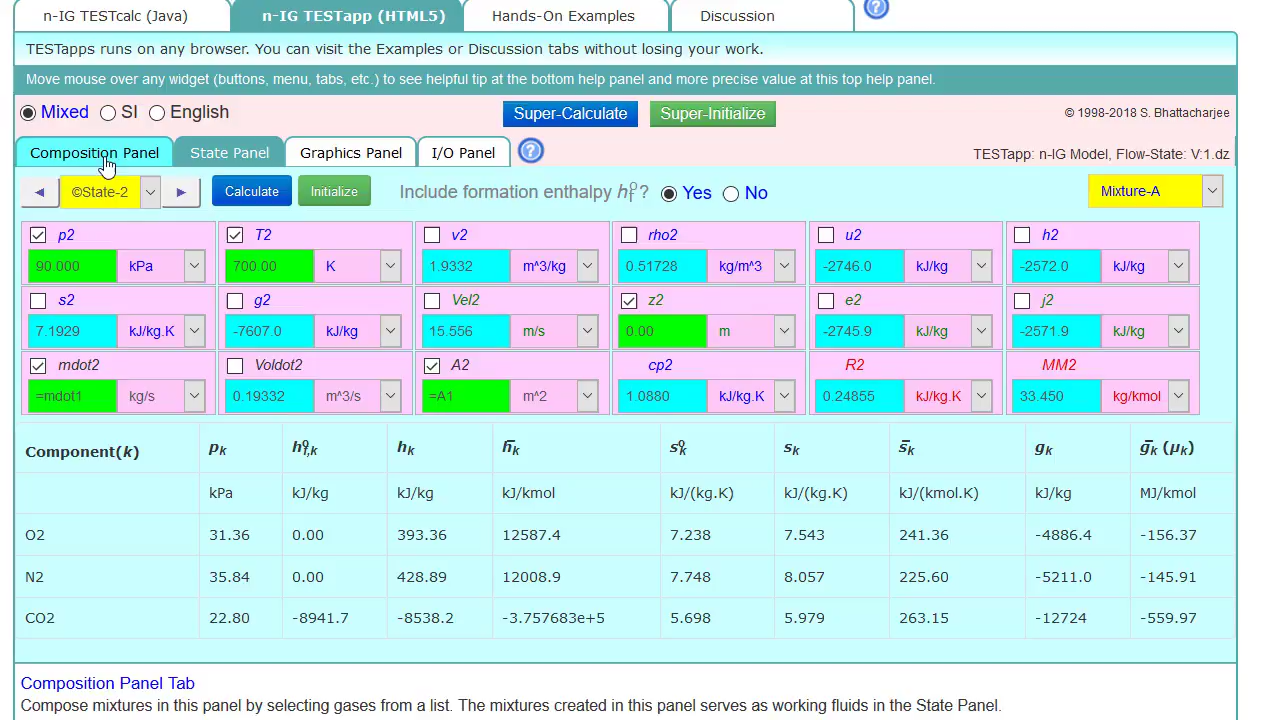 n-IG TESTcalc (Java) n-IG TESTapp (HTML5) Hands-On Examples Discussion ?
TESTapps runs on any browser. You can visit the Examples or Discussion tabs without losing your work.
Move mouse over any widget (buttons, menu, tabs, etc.) to see helpful tip at the bottom help panel and more precise value at this top help panel.
Mixed SI English Super-Calculate Super-Initialize © 1998-2018 S. Bhattacharjee
Composition Panel State Panel Graphics Panel I/O Panel ? TESTapp: n-IG Model, Flow-State: V:1.dz
©State-2 Calculate Initialize Include formation enthalpy h°f? Yes No Mixture-A
p2 T2 v2 rho2 u2 h2
90.000 kPa 700.00 K 1.9332 m^3/kg 0.51728 kg/m^3 -2746.0 kJ/kg -2572.0 kJ/kg
s2 g2 Vel2 z2 e2 j2
7.1929 kJ/kg.K -7607.0 kJ/kg 15.556 m/s 0.00 m -2745.9 kJ/kg -2571.9 kJ/kg
mdot2 Voldot2 A2 cp2 R2 MM2
=mdot1 kg/s 0.19332 m^3/s =A1 m^2 1.0880 kJ/kg.K 0.24855 kJ/kg.K 33.450 kg/kmol
Component(k) pk h°f,k hk h̄k s°k sk s̄k gk ḡk (μk)
kPa kJ/kg kJ/kg kJ/kmol kJ/(kg.K) kJ/(kg.K) kJ/(kmol.K) kJ/kg MJ/kmol
O2 31.36 0.00 393.36 12587.4 7.238 7.543 241.36 -4886.4 -156.37
N2 35.84 0.00 428.89 12008.9 7.748 8.057 225.60 -5211.0 -145.91
CO2 22.80 -8941.7 -8538.2 -3.757683e+5 5.698 5.979 263.15 -12724 -559.97
Composition Panel Tab
Compose mixtures in this panel by selecting gases from a list. The mixtures created in this panel serves as working fluids in the State Panel.